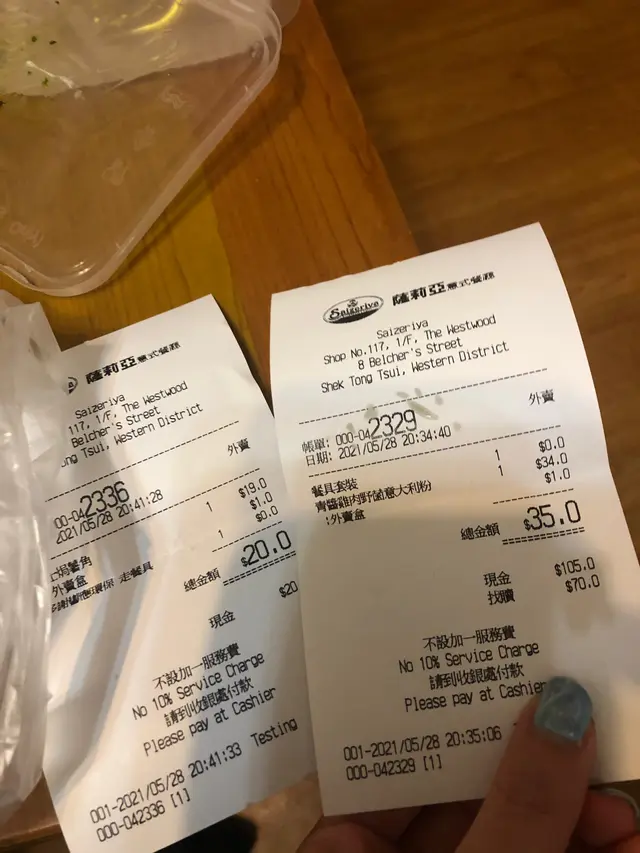 薩莉亞意式餐廳
Saizeriya
117, 1/F, The Westwood
Belcher's Street
Tsui, Western District
外賣
00-042336
2021/05/28 20:41:28
1 $19.0
薯角 $1.0
外賣盒 1 $0.0
走餐具
總金額 $20.0
現金 $20
不設加一服務費
No 10% Service Charge
請到收銀處付款
Please pay at Cashier
001-2021/05/28 20:41:33 Testing
000-042336 [1]
Saizeriya 薩莉亞意式餐廳
Saizeriya
Shop No.117, 1/F, The Westwood
8 Belcher's Street
Shek Tong Tsui, Western District
外賣
帳單: 000-042329
日期: 2021/05/28 20:34:40
餐具套裝 1 $0.0
青醬雞肉野菌意大利粉 1 $34.0
:外賣盒 $1.0
總金額 $35.0
現金 $105.0
找贖 $70.0
不設加一服務費
No 10% Service Charge
請到收銀處付款
Please pay at Cashier
001-2021/05/28 20:35:06
000-042329 [1]